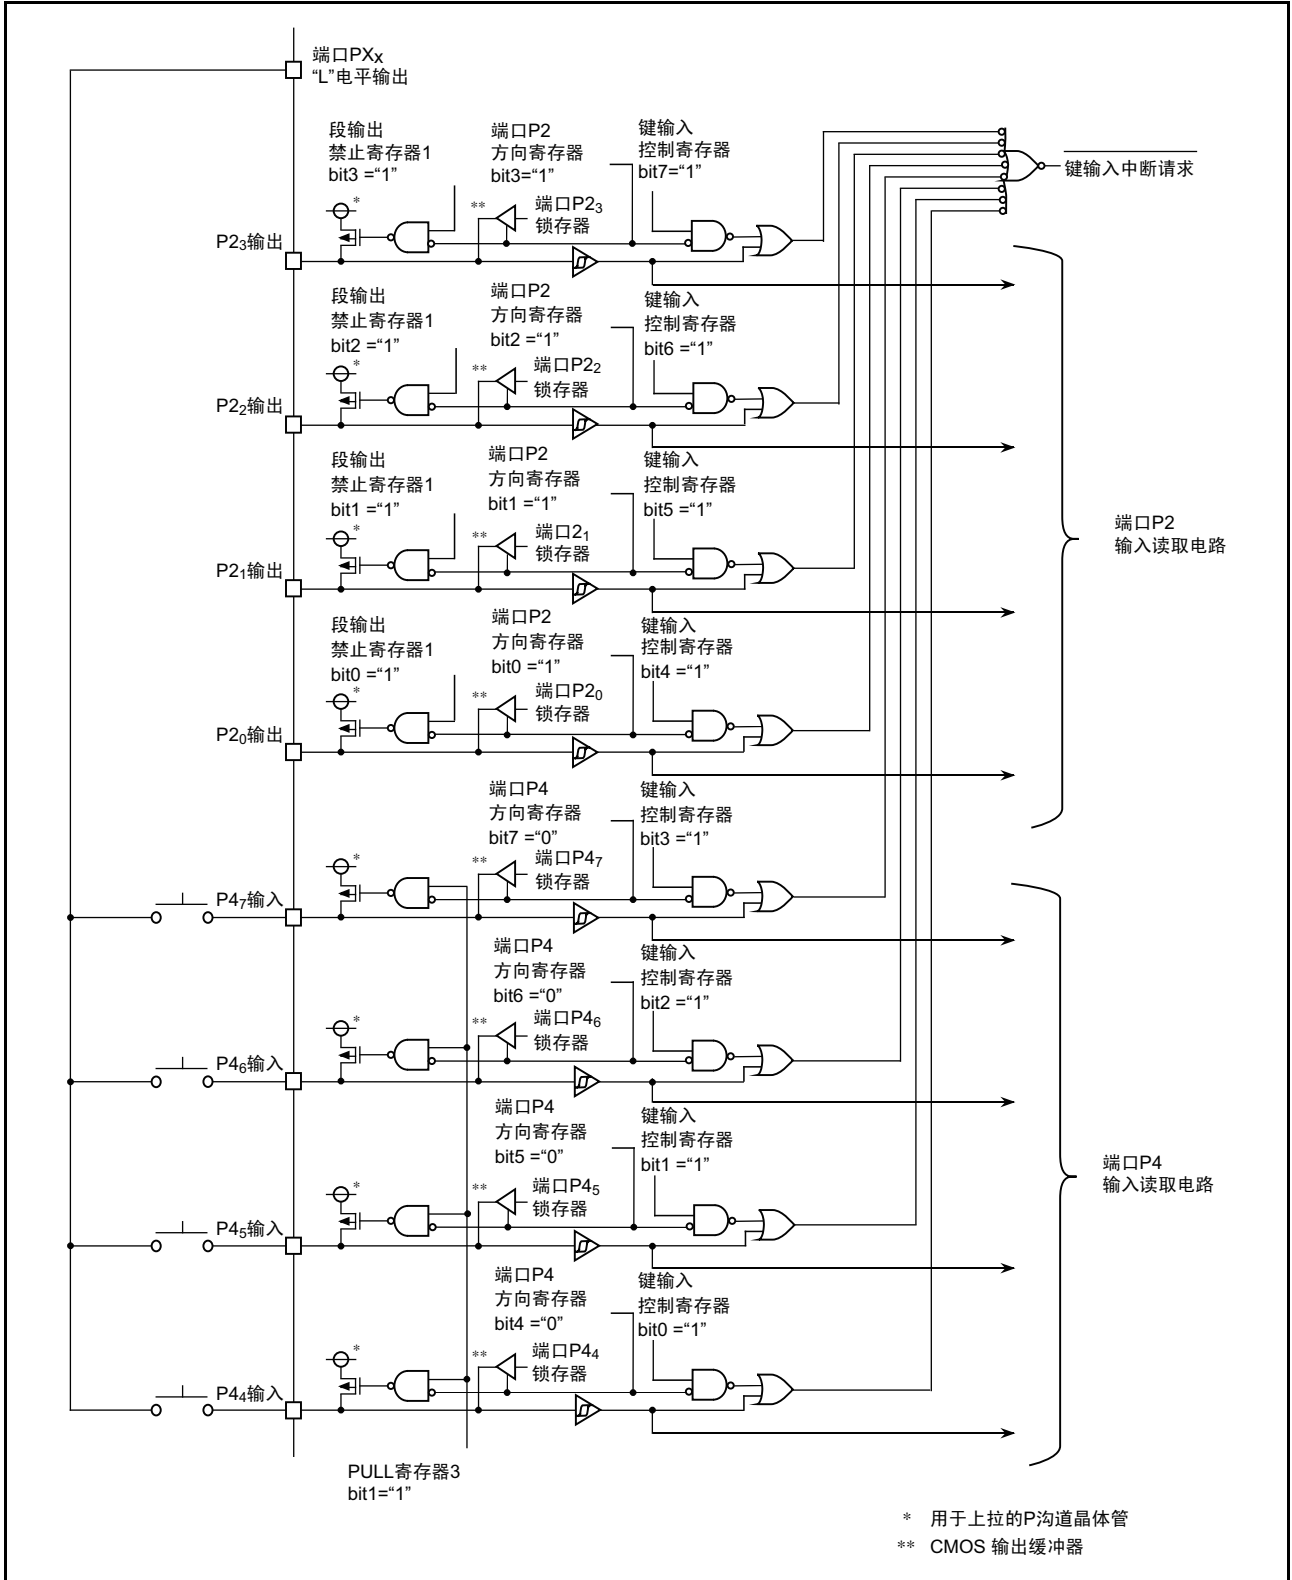 端口PXx
“L”电平输出
段输出
禁止寄存器1
bit3 =“1”
端口P2
方向寄存器
bit3=“1”
键输入
控制寄存器
bit7=“1”
键输入中断请求
*
**
端口P23
锁存器
P23输出
段输出
禁止寄存器1
bit2 =“1”
端口P2
方向寄存器
bit2 =“1”
键输入
控制寄存器
bit6 =“1”
*
**
端口P22
锁存器
P22输出
段输出
禁止寄存器1
bit1 =“1”
端口P2
方向寄存器
bit1 =“1”
键输入
控制寄存器
bit5 =“1”
*
**
端口21
锁存器
P21输出
端口P2
输入读取电路
段输出
禁止寄存器1
bit0 =“1”
端口P2
方向寄存器
bit0 =“1”
键输入
控制寄存器
bit4 =“1”
*
**
端口P20
锁存器
P20输出
端口P4
方向寄存器
bit7 =“0”
键输入
控制寄存器
bit3 =“1”
*
**
端口P47
锁存器
P47输入
端口P4
方向寄存器
bit6 =“0”
键输入
控制寄存器
bit2 =“1”
*
**
端口P46
锁存器
P46输入
端口P4
方向寄存器
bit5 =“0”
键输入
控制寄存器
bit1 =“1”
*
**
端口P45
锁存器
P45输入
端口P4
输入读取电路
端口P4
方向寄存器
bit4 =“0”
键输入
控制寄存器
bit0 =“1”
*
**
端口P44
锁存器
P44输入
PULL寄存器3
bit1=“1”
* 用于上拉的P沟道晶体管
** CMOS 输出缓冲器